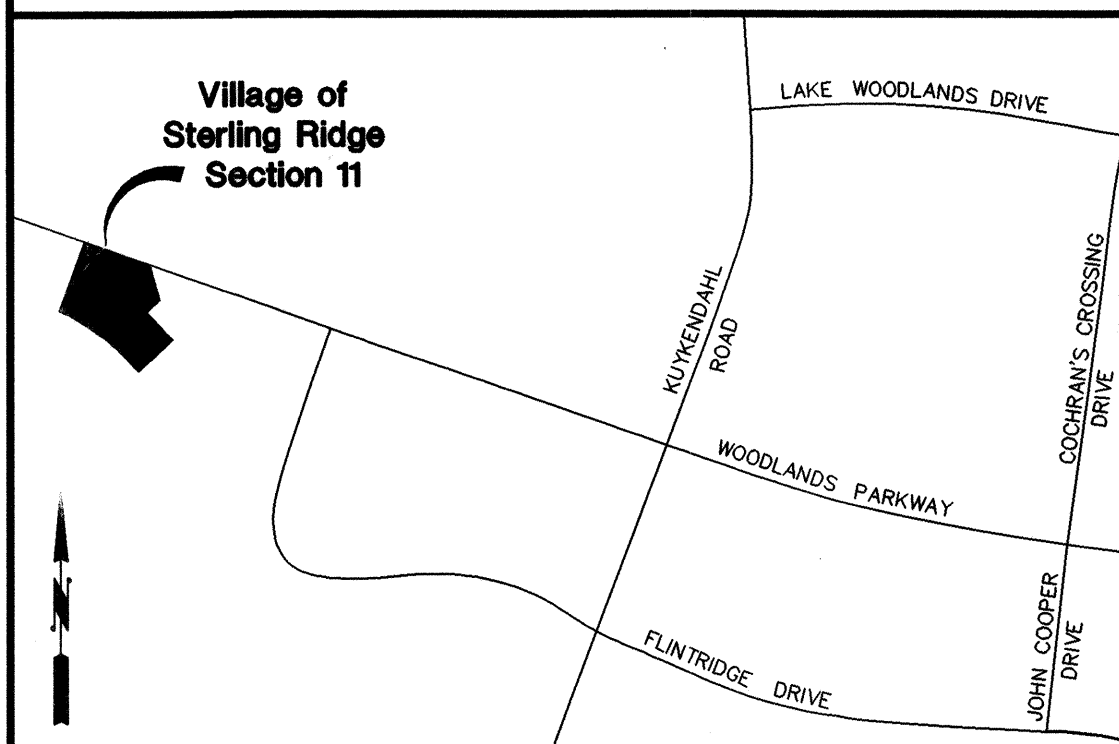 Village of
Sterling Ridge
Section 11
LAKE WOODLANDS DRIVE
KUYKENDAHL
ROAD
COCHRAN'S CROSSING
DRIVE
WOODLANDS PARKWAY
JOHN COOPER
DRIVE
FLINTRIDGE DRIVE
N